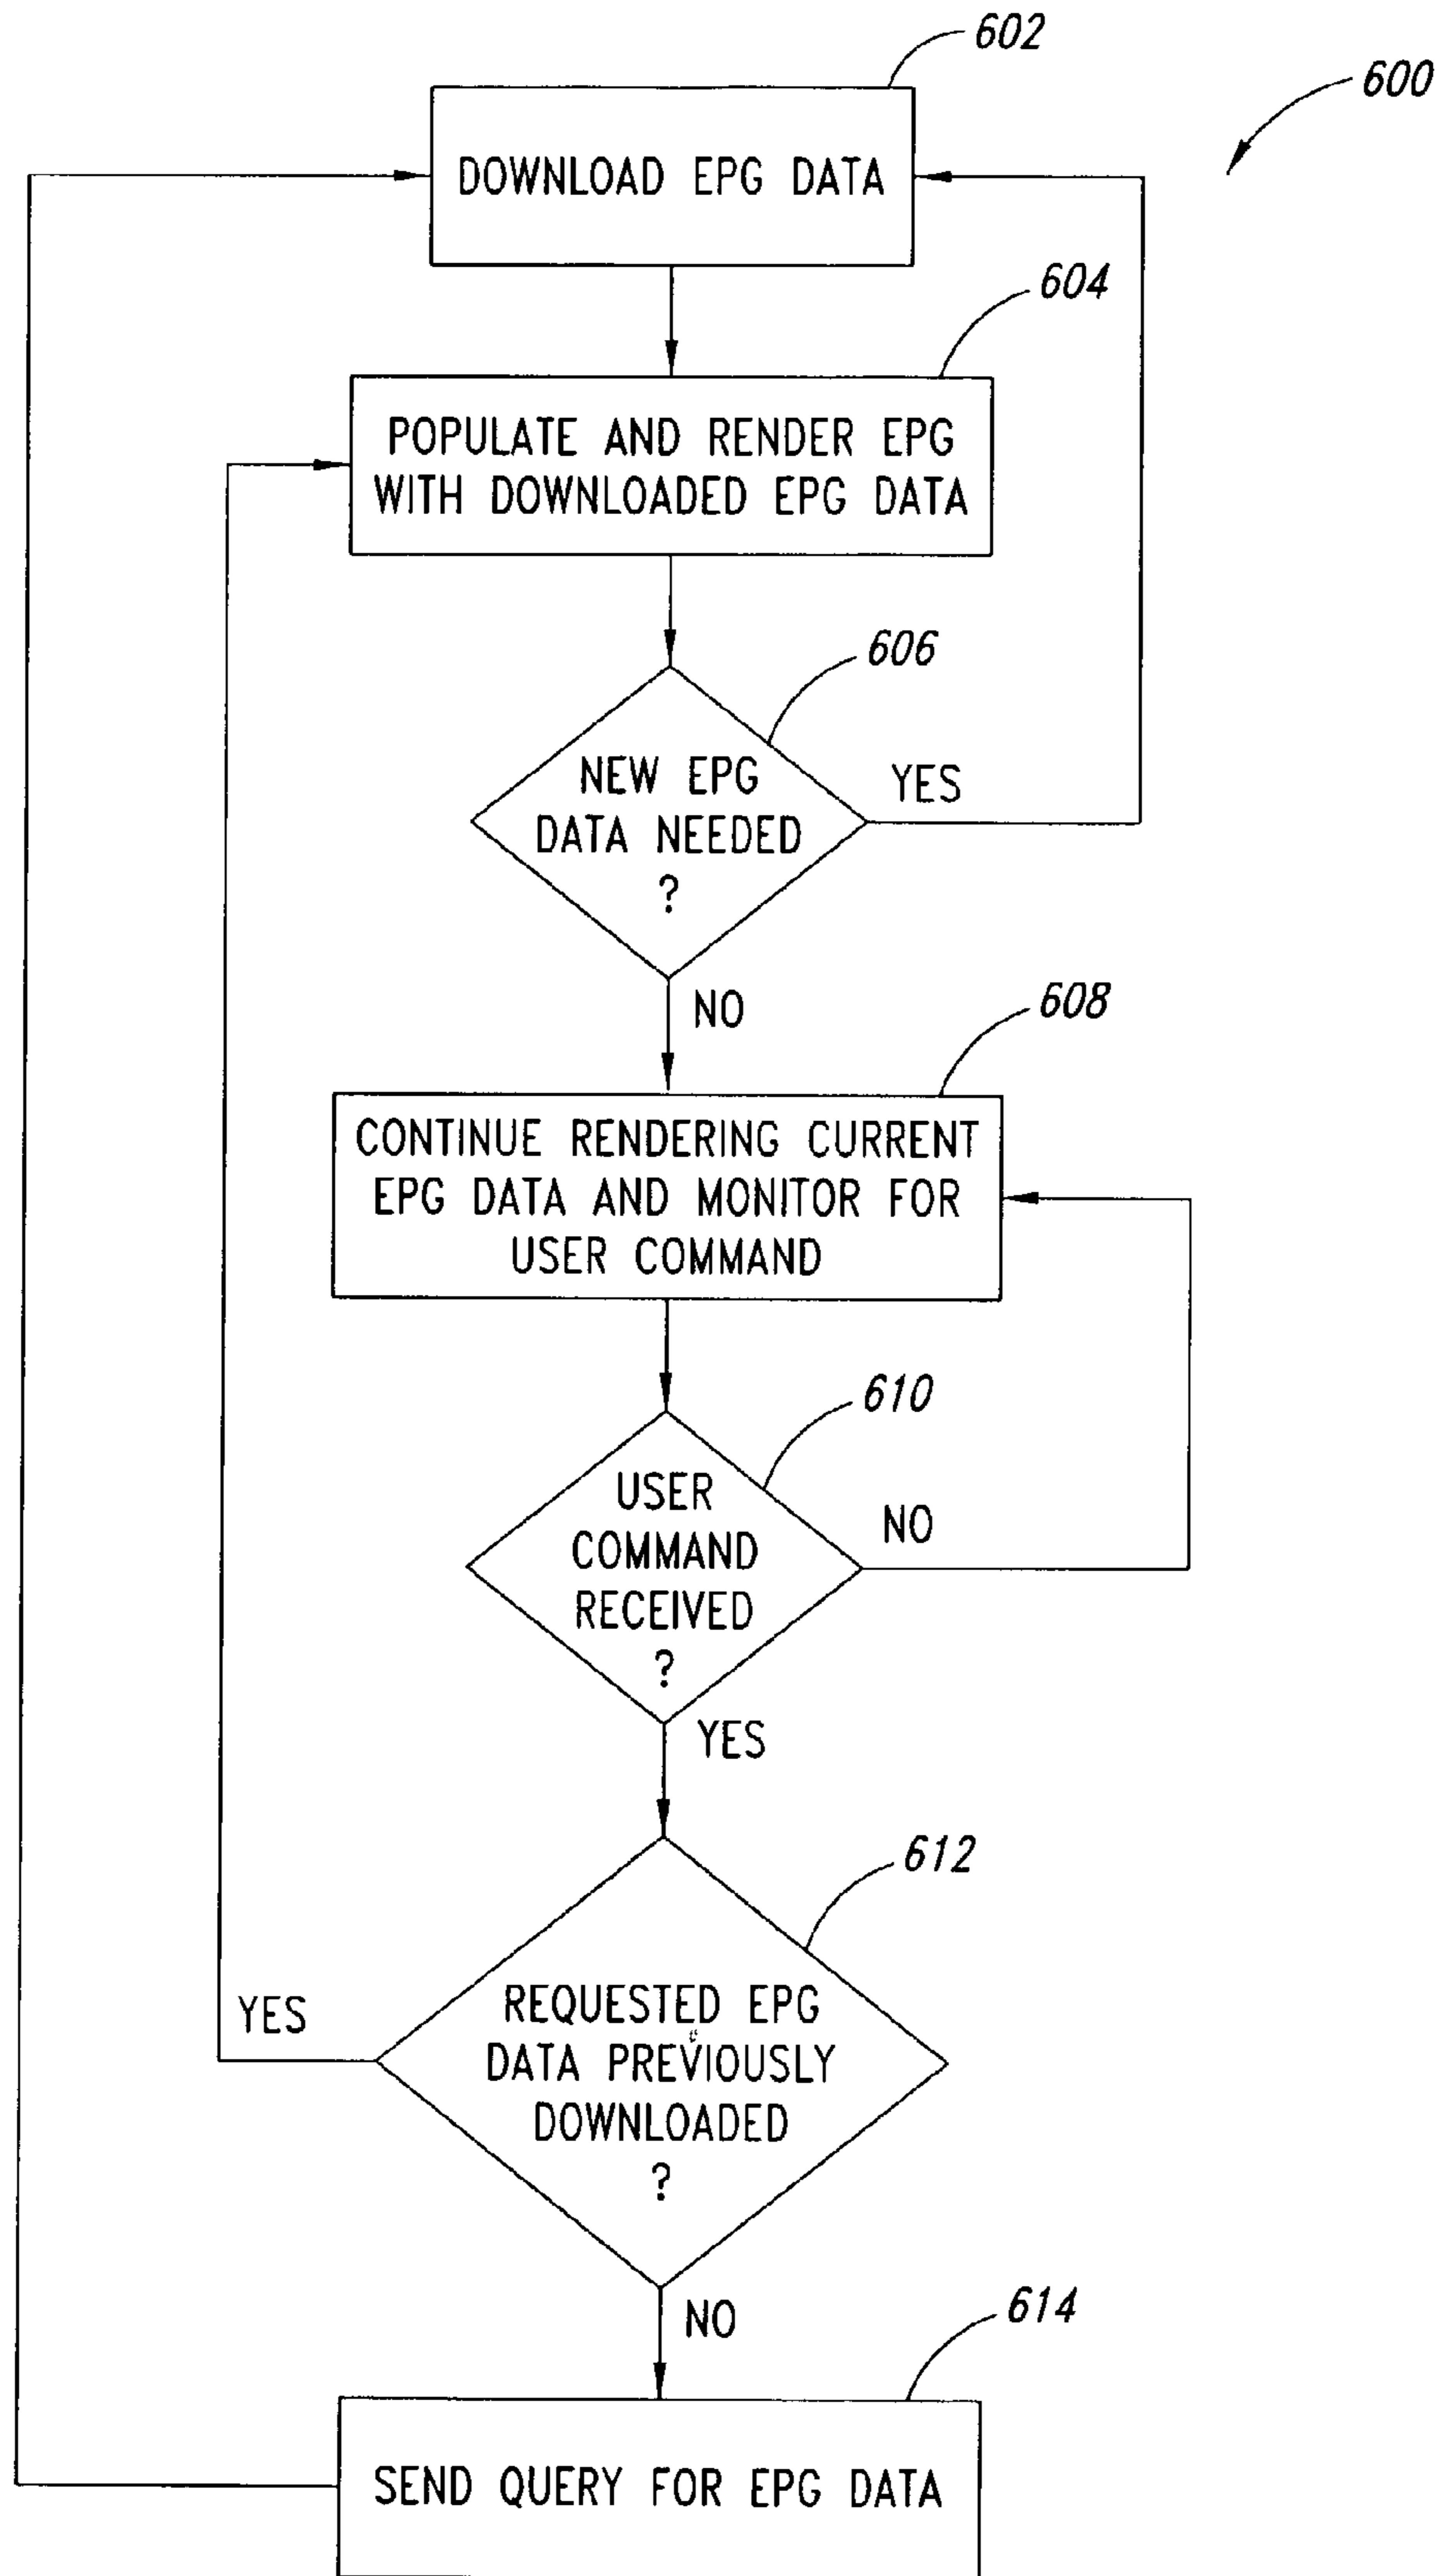 602
600
DOWNLOAD EPG DATA
604
POPULATE AND RENDER EPG
WITH DOWNLOADED EPG DATA
606
NEW EPG
DATA NEEDED
?
YES
NO
608
CONTINUE RENDERING CURRENT
EPG DATA AND MONITOR FOR
USER COMMAND
610
USER
COMMAND
RECEIVED
?
NO
YES
612
REQUESTED EPG
DATA PREVIOUSLY
DOWNLOADED
?
YES
NO
614
SEND QUERY FOR EPG DATA